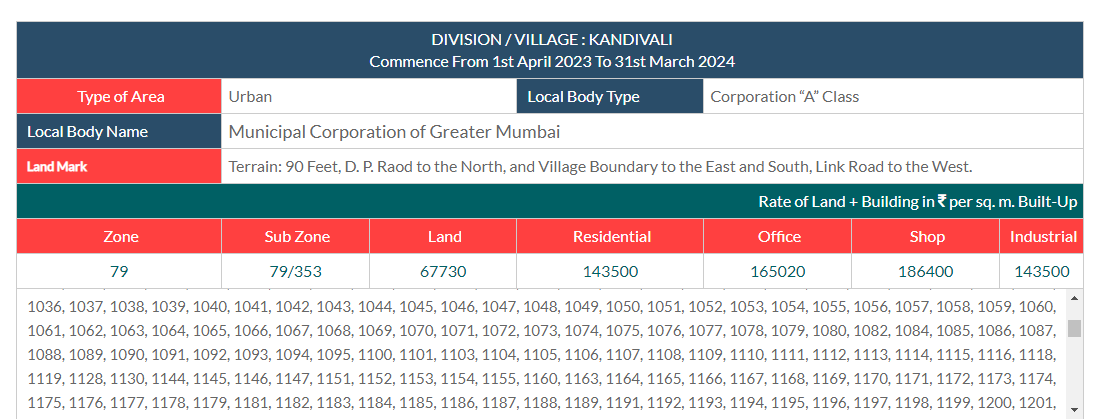 DIVISION / VILLAGE : KANDIVALI
Commence From 1st April 2023 To 31st March 2024
Type of Area Urban Local Body Type Corporation “A” Class
Local Body Name Municipal Corporation of Greater Mumbai
Land Mark Terrain: 90 Feet, D. P. Raod to the North, and Village Boundary to the East and South, Link Road to the West.
Rate of Land + Building in ₹ per sq. m. Built-Up
Zone Sub Zone Land Residential Office Shop Industrial
79 79/353 67730 143500 165020 186400 143500
1036, 1037, 1038, 1039, 1040, 1041, 1042, 1043, 1044, 1045, 1046, 1047, 1048, 1049, 1050, 1051, 1052, 1053, 1054, 1055, 1056, 1057, 1058, 1059, 1060,
1061, 1062, 1063, 1064, 1065, 1066, 1067, 1068, 1069, 1070, 1071, 1072, 1073, 1074, 1075, 1076, 1077, 1078, 1079, 1080, 1082, 1084, 1085, 1086, 1087,
1088, 1089, 1090, 1091, 1092, 1093, 1094, 1095, 1100, 1101, 1103, 1104, 1105, 1106, 1107, 1108, 1109, 1110, 1111, 1112, 1113, 1114, 1115, 1116, 1118,
1119, 1128, 1130, 1144, 1145, 1146, 1147, 1151, 1152, 1153, 1154, 1155, 1160, 1163, 1164, 1165, 1166, 1167, 1168, 1169, 1170, 1171, 1172, 1173, 1174,
1175, 1176, 1177, 1178, 1179, 1181, 1182, 1183, 1184, 1185, 1186, 1187, 1188, 1189, 1191, 1192, 1193, 1194, 1195, 1196, 1197, 1198, 1199, 1200, 1201,